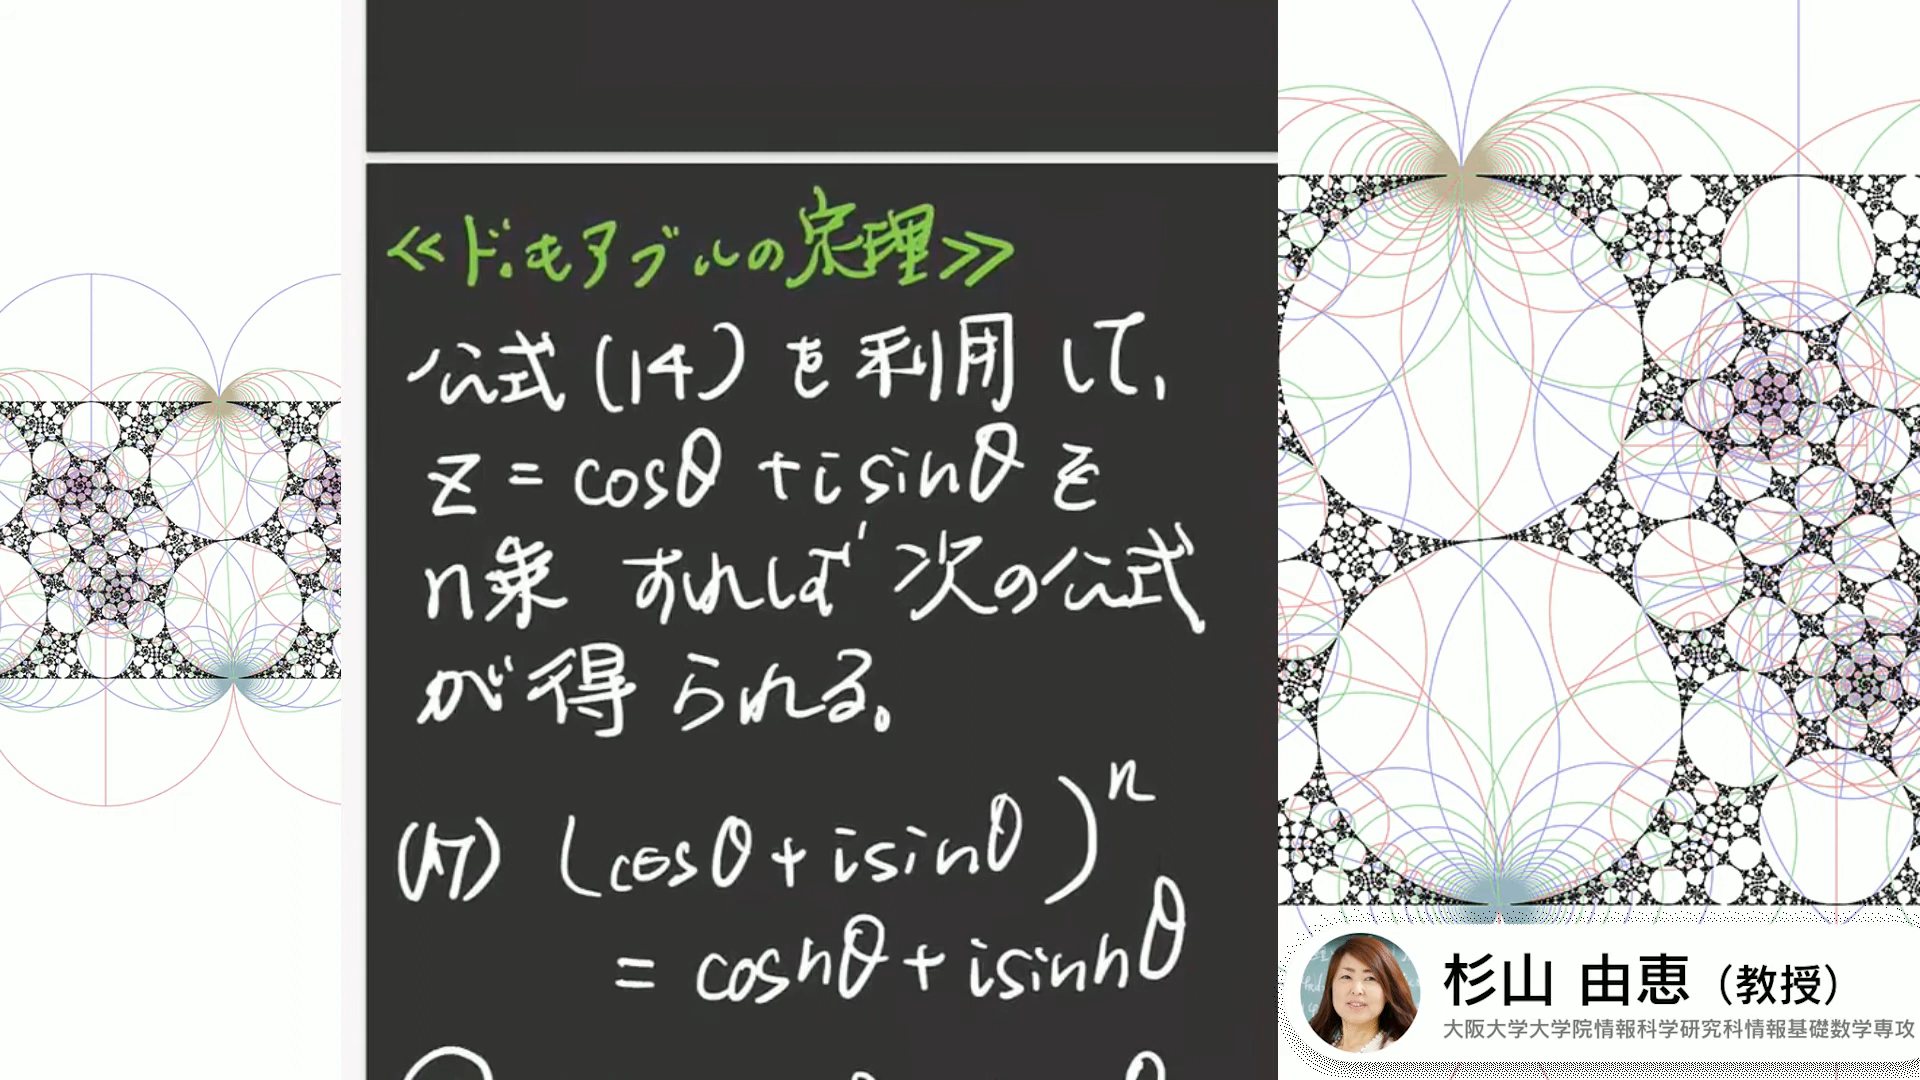 ≪ド・モアブルの定理≫
公式(14)を利用して,
z = cosθ + i sinθ を
n乗すれば次の公式
が得られる。
(17) (cosθ + i sinθ)ⁿ
= cos nθ + i sin nθ
杉山 由恵（教授）
大阪大学大学院情報科学研究科情報基礎数学専攻